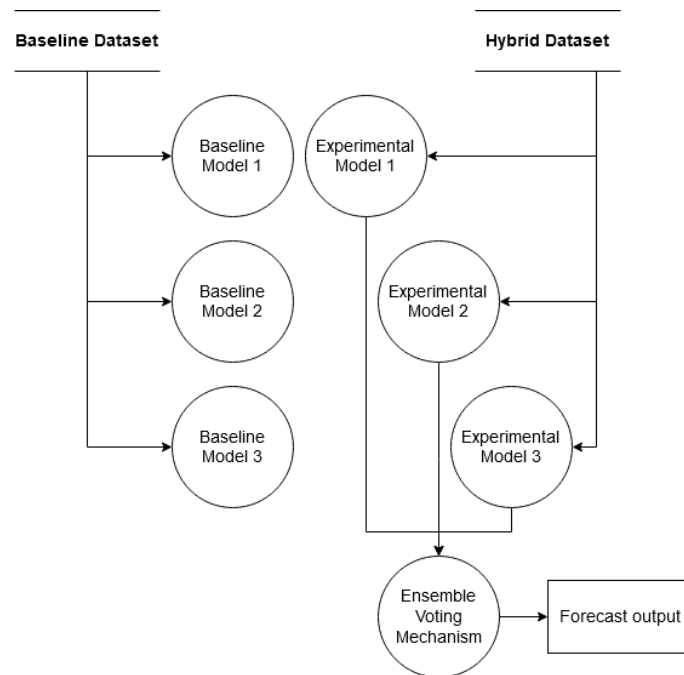 Baseline Dataset
Hybrid Dataset
Baseline
Model 1
Experimental
Model 1
Baseline
Model 2
Experimental
Model 2
Baseline
Model 3
Experimental
Model 3
Ensemble
Voting
Mechanism
Forecast output